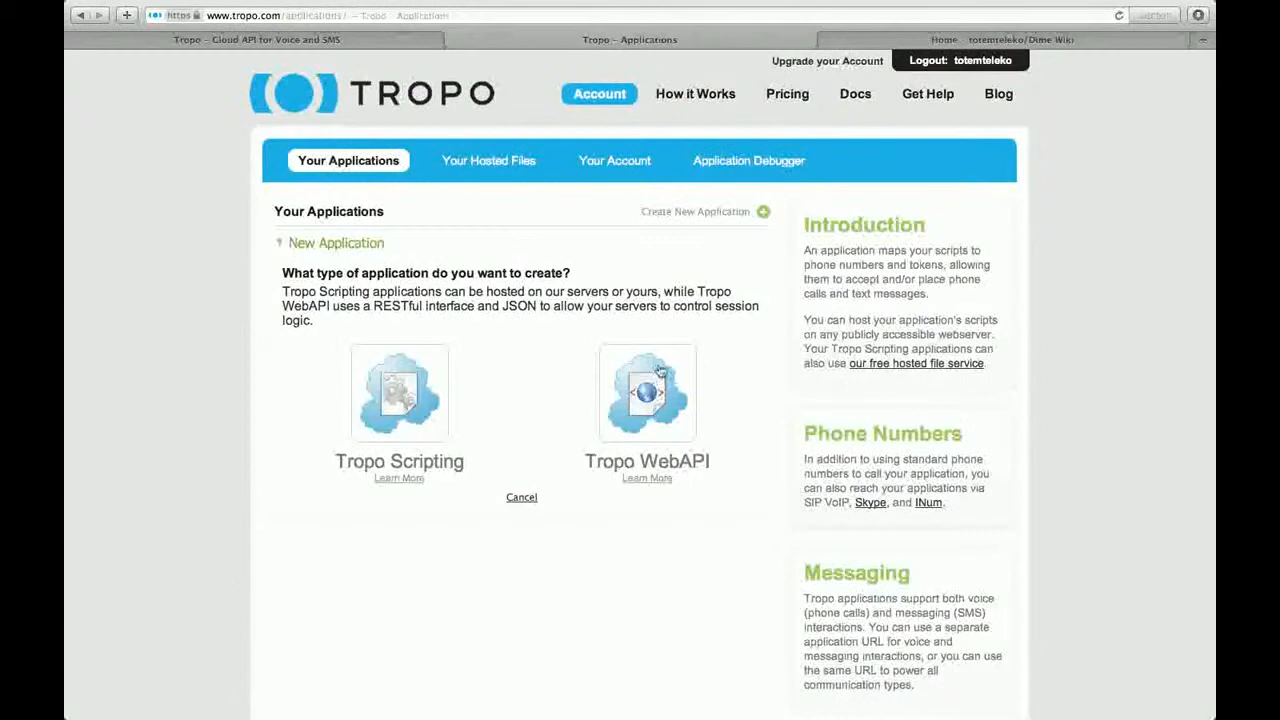 https www.tropo.com/applications/ — Tropo - Applications
Tropo - Cloud API for Voice and SMS
Tropo - Applications
Home - totemteleko/Dime Wiki
Upgrade your Account
Logout: totemteleko
TROPO
Account
How it Works
Pricing
Docs
Get Help
Blog
Your Applications
Your Hosted Files
Your Account
Application Debugger
Your Applications
Create New Application
New Application
What type of application do you want to create?
Tropo Scripting applications can be hosted on our servers or yours, while Tropo
WebAPI uses a RESTful interface and JSON to allow your servers to control session
logic.
Tropo Scripting
Learn More
Tropo WebAPI
Learn More
Cancel
Introduction
An application maps your scripts to
phone numbers and tokens, allowing
them to accept and/or place phone
calls and text messages.
You can host your application's scripts
on any publicly accessible webserver.
Your Tropo Scripting applications can
also use our free hosted file service.
Phone Numbers
In addition to using standard phone
numbers to call your application, you
can also reach your applications via
SIP VoIP, Skype, and INum.
Messaging
Tropo applications support both voice
(phone calls) and messaging (SMS)
interactions. You can use a separate
application URL for voice and
messaging interactions, or you can use
the same URL to power all
communication types.